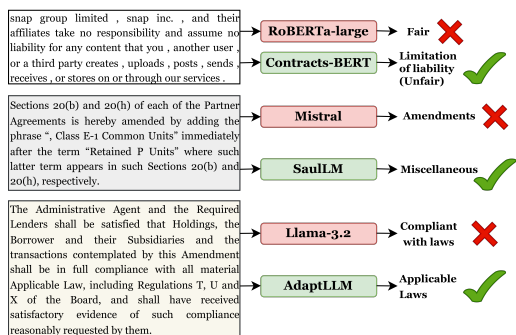 snap group limited , snap inc. , and their
affiliates take no responsibility and assume no
liability for any content that you , another user ,
or a third party creates , uploads , posts , sends ,
receives , or stores on or through our services .
RoBERTa-large
Fair
Contracts-BERT
Limitation
of liability
(Unfair)
Sections 20(b) and 20(h) of each of the Partner
Agreements is hereby amended by adding the
phrase “, Class E-1 Common Units” immediately
after the term “Retained P Units” where such
latter term appears in such Sections 20(b) and
20(h), respectively.
Mistral
Amendments
SaulLM
Miscellaneous
The Administrative Agent and the Required
Lenders shall be satisfied that Holdings, the
Borrower and their Subsidiaries and the
transactions contemplated by this Amendment
shall be in full compliance with all material
Applicable Law, including Regulations T, U and
X of the Board, and shall have received
satisfactory evidence of such compliance
reasonably requested by them.
Llama-3.2
Compliant
with laws
AdaptLLM
Applicable
Laws